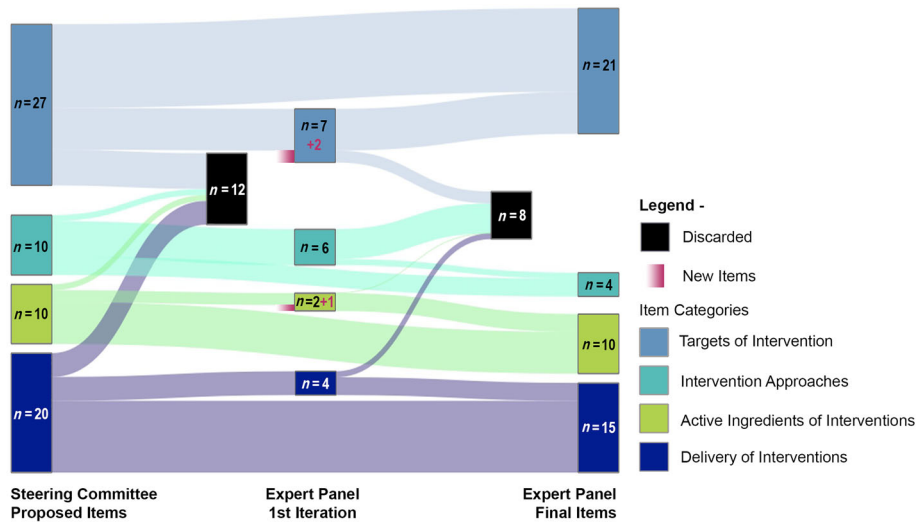 n=27
n=10
n=10
n=20
n=12
n=7
+2
n=6
n=2+1
n=4
n=8
n=21
n=4
n=10
n=15
Steering Committee
Proposed Items
Expert Panel
1st Iteration
Expert Panel
Final Items
Legend -
Discarded
New Items
Item Categories
Targets of Intervention
Intervention Approaches
Active Ingredients of Interventions
Delivery of Interventions